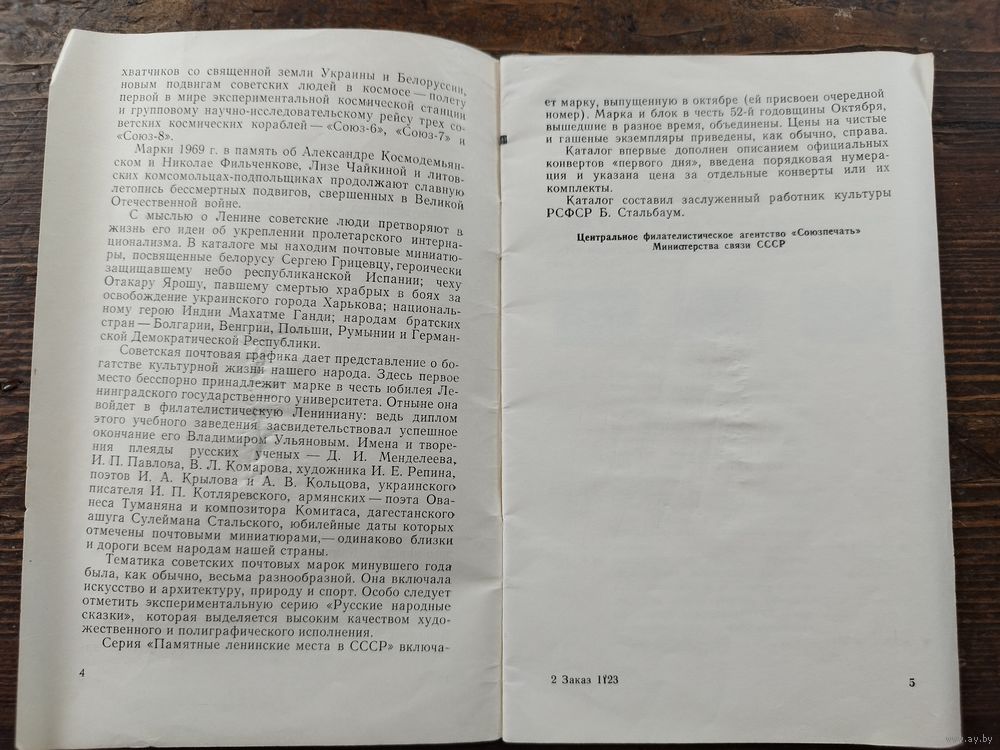 хватчиков со священной земли Украины и Белоруссии,
новым подвигам советских людей в космосе — полету
первой в мире экспериментальной космической станции
и групповому научно-исследовательскому рейсу трех со-
ветских космических кораблей — «Союз-6», «Союз-7» и
«Союз-8».
Марки 1969 г. в память об Александре Космодемьян-
ском и Николае Фильченкове, Лизе Чайкиной и литов-
ских комсомольцах-подпольщиках продолжают славную
летопись бессмертных подвигов, свершенных в Великой
Отечественной войне.
С мыслью о Ленине советские люди претворяют в
жизнь его идеи об укреплении пролетарского интерна-
ционализма. В каталоге мы находим почтовые миниатю-
ры, посвященные белорусу Сергею Грицевцу, героически
защищавшему небо республиканской Испании; чеху
Отакару Ярошу, павшему смертью храбрых в боях за
освобождение украинского города Харькова; националь-
ному герою Индии Махатме Ганди; народам братских
стран — Болгарии, Венгрии, Польши, Румынии и Герман-
ской Демократической Республики.
Советская почтовая графика дает представление о бо-
гатстве культурной жизни нашего народа. Здесь первое
место бесспорно принадлежит марке в честь юбилея Ле-
нинградского государственного университета. Отныне она
войдет в филателистическую Лениниану: ведь диплом
этого учебного заведения засвидетельствовал успешное
окончание его Владимиром Ульяновым. Имена и творе-
ния плеяды русских ученых — Д. И. Менделеева,
И. П. Павлова, В. Л. Комарова, художника И. Е. Репина,
поэтов И. А. Крылова и А. В. Кольцова, украинского
писателя И. П. Котляревского, армянских — поэта Ова-
неса Туманяна и композитора Комитаса, дагестанского
ашуга Сулеймана Стальского, юбилейные даты которых
отмечены почтовыми миниатюрами,— одинаково близки
и дороги всем народам нашей страны.
Тематика советских почтовых марок минувшего года
была, как обычно, весьма разнообразной. Она включала
искусство и архитектуру, природу и спорт. Особо следует
отметить экспериментальную серию «Русские народные
сказки», которая выделяется высоким качеством худо-
жественного и полиграфического исполнения.
Серия «Памятные ленинские места в СССР» включа-
4
ет марку, выпущенную в октябре (ей присвоен очередной
номер). Марка и блок в честь 52-й годовщины Октября,
вышедшие в разное время, объединены. Цены на чистые
и гашеные экземпляры приведены, как обычно, справа.
Каталог впервые дополнен описанием официальных
конвертов «первого дня», введена порядковая нумера-
ция и указана цена за отдельные конверты или их
комплекты.
Каталог составил заслуженный работник культуры
РСФСР Б. Стальбаум.
Центральное филателистическое агентство «Союзпечать»
Министерства связи СССР
2 Заказ 1123
5
www.ay.by